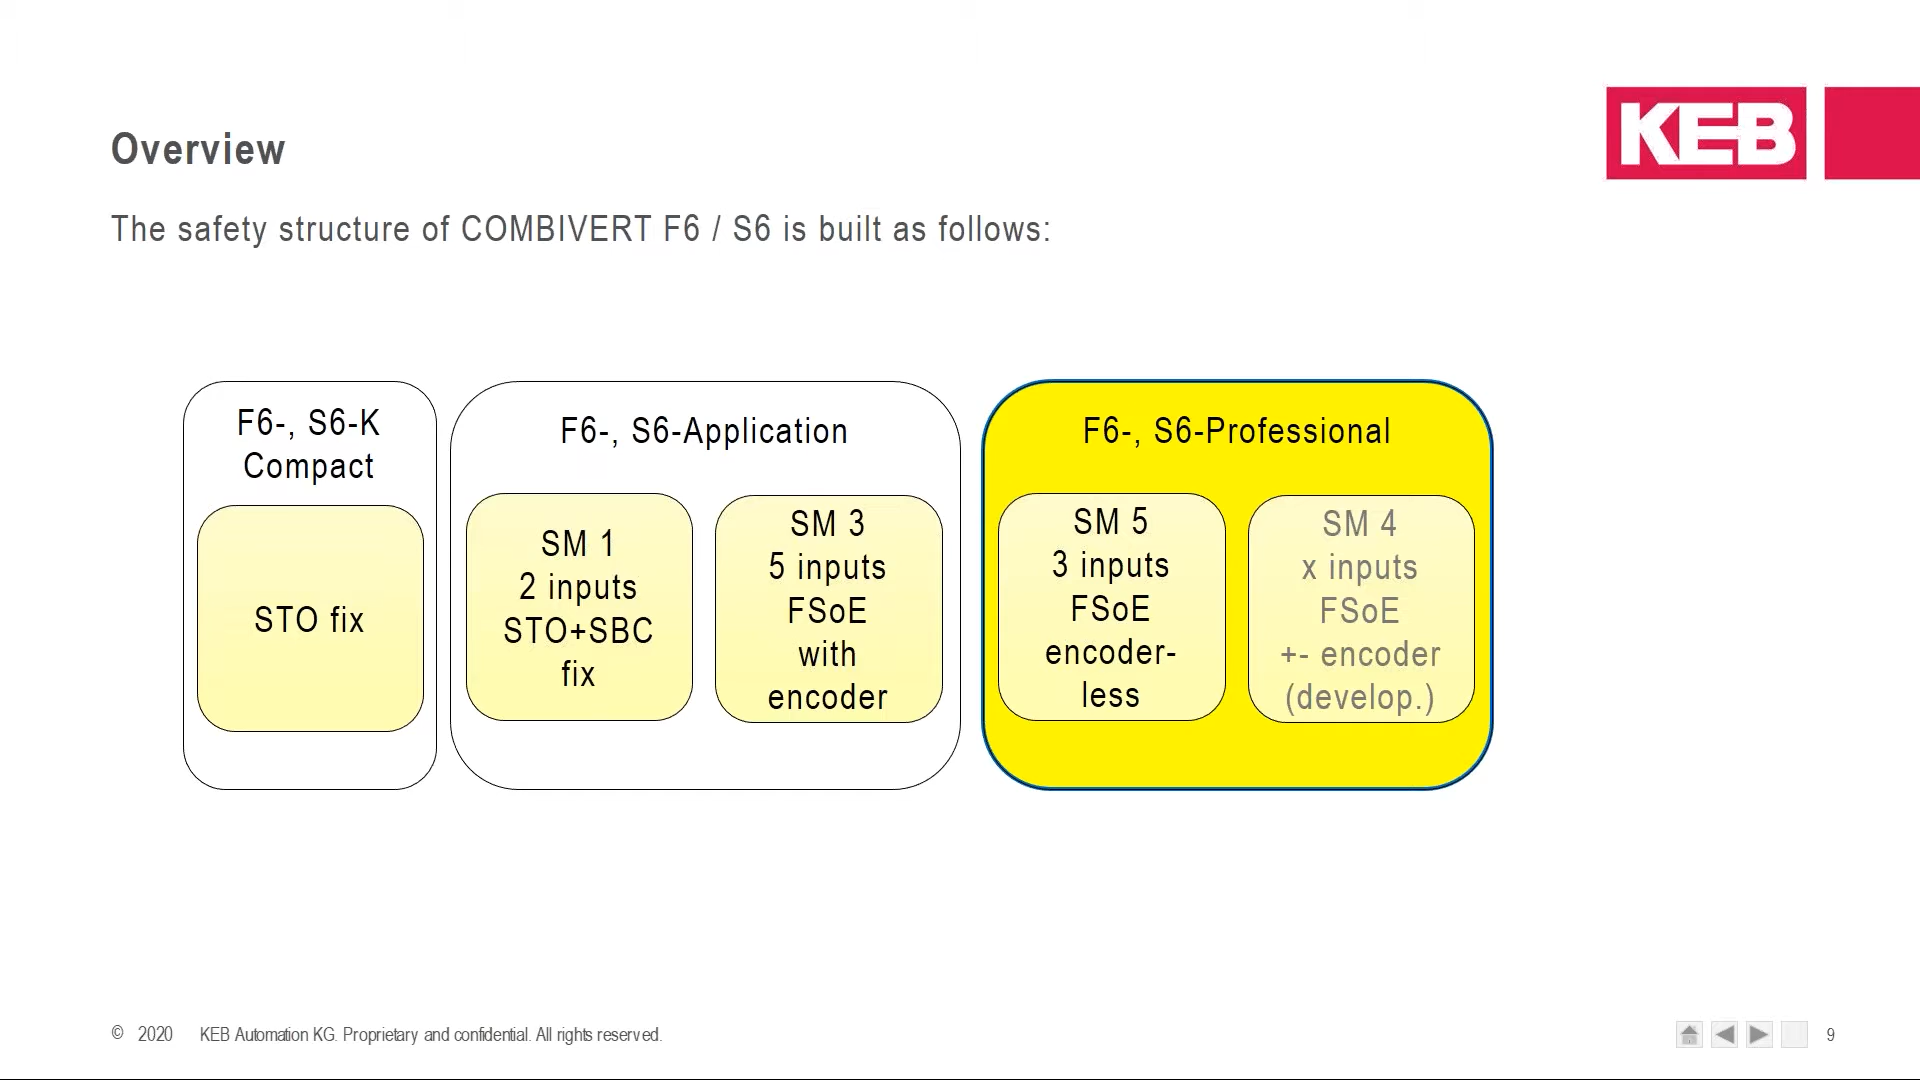 KEB
Overview
The safety structure of COMBIVERT F6 / S6 is built as follows:
F6-, S6-K
Compact
STO fix
F6-, S6-Application
SM 1
2 inputs
STO+SBC
fix
SM 3
5 inputs
FSoE
with
encoder
F6-, S6-Professional
SM 5
3 inputs
FSoE
encoder-
less
SM 4
x inputs
FSoE
+- encoder
(develop.)
© 2020 KEB Automation KG. Proprietary and confidential. All rights reserved.
9